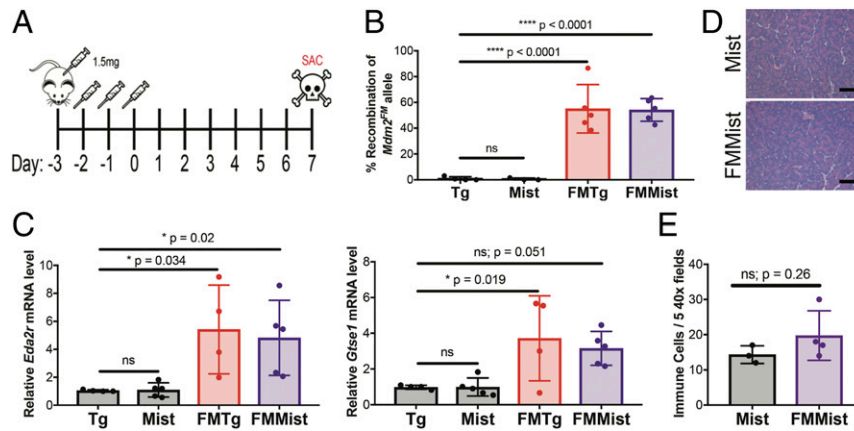 A
1.5mg
SAC
Day: -3 -2 -1 0 1 2 3 4 5 6 7
B
**** p < 0.0001
**** p < 0.0001
ns
% Recombination of
Mdm2FM allele
100
80
60
40
20
0
Tg Mist FMTg FMMist
D
Mist
FMMist
C
* p = 0.02
* p = 0.034
ns
Relative Eda2r mRNA level
10
8
6
4
2
0
Tg Mist FMTg FMMist
ns; p = 0.051
* p = 0.019
ns
Relative Gtse1 mRNA level
8
6
4
2
0
Tg Mist FMTg FMMist
E
ns; p = 0.26
Immune Cells / 5 40x fields
40
30
20
10
0
Mist FMMist